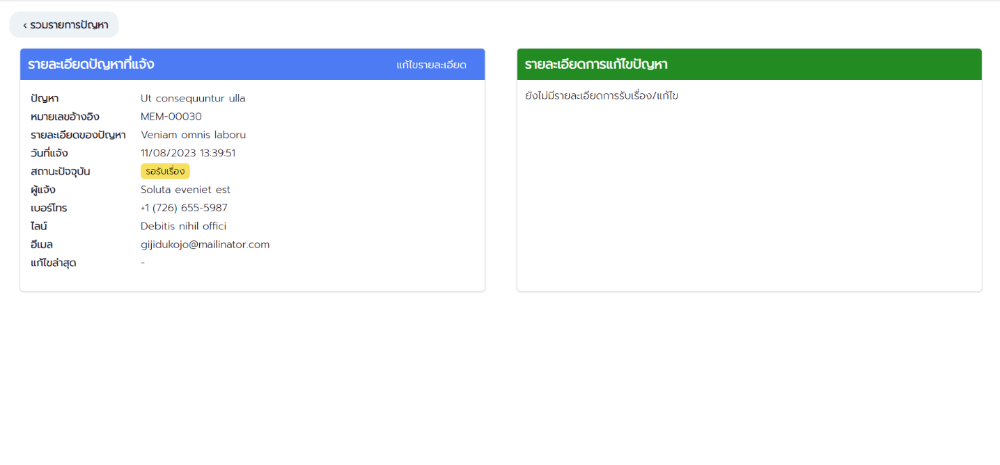 ‹ รวมรายการปัญหา
รายละเอียดปัญหาที่แจ้ง แก้ไขรายละเอียด
ปัญหา Ut consequuntur ulla
หมายเลขอ้างอิง MEM-00030
รายละเอียดของปัญหา Veniam omnis laboru
วันที่แจ้ง 11/08/2023 13:39:51
สถานะปัจจุบัน รอรับเรื่อง
ผู้แจ้ง Soluta eveniet est
เบอร์โทร +1 (726) 655-5987
ไลน์ Debitis nihil offici
อีเมล gijidukojo@mailinator.com
แก้ไขล่าสุด -
รายละเอียดการแก้ไขปัญหา
ยังไม่มีรายละเอียดการรับเรื่อง/แก้ไข